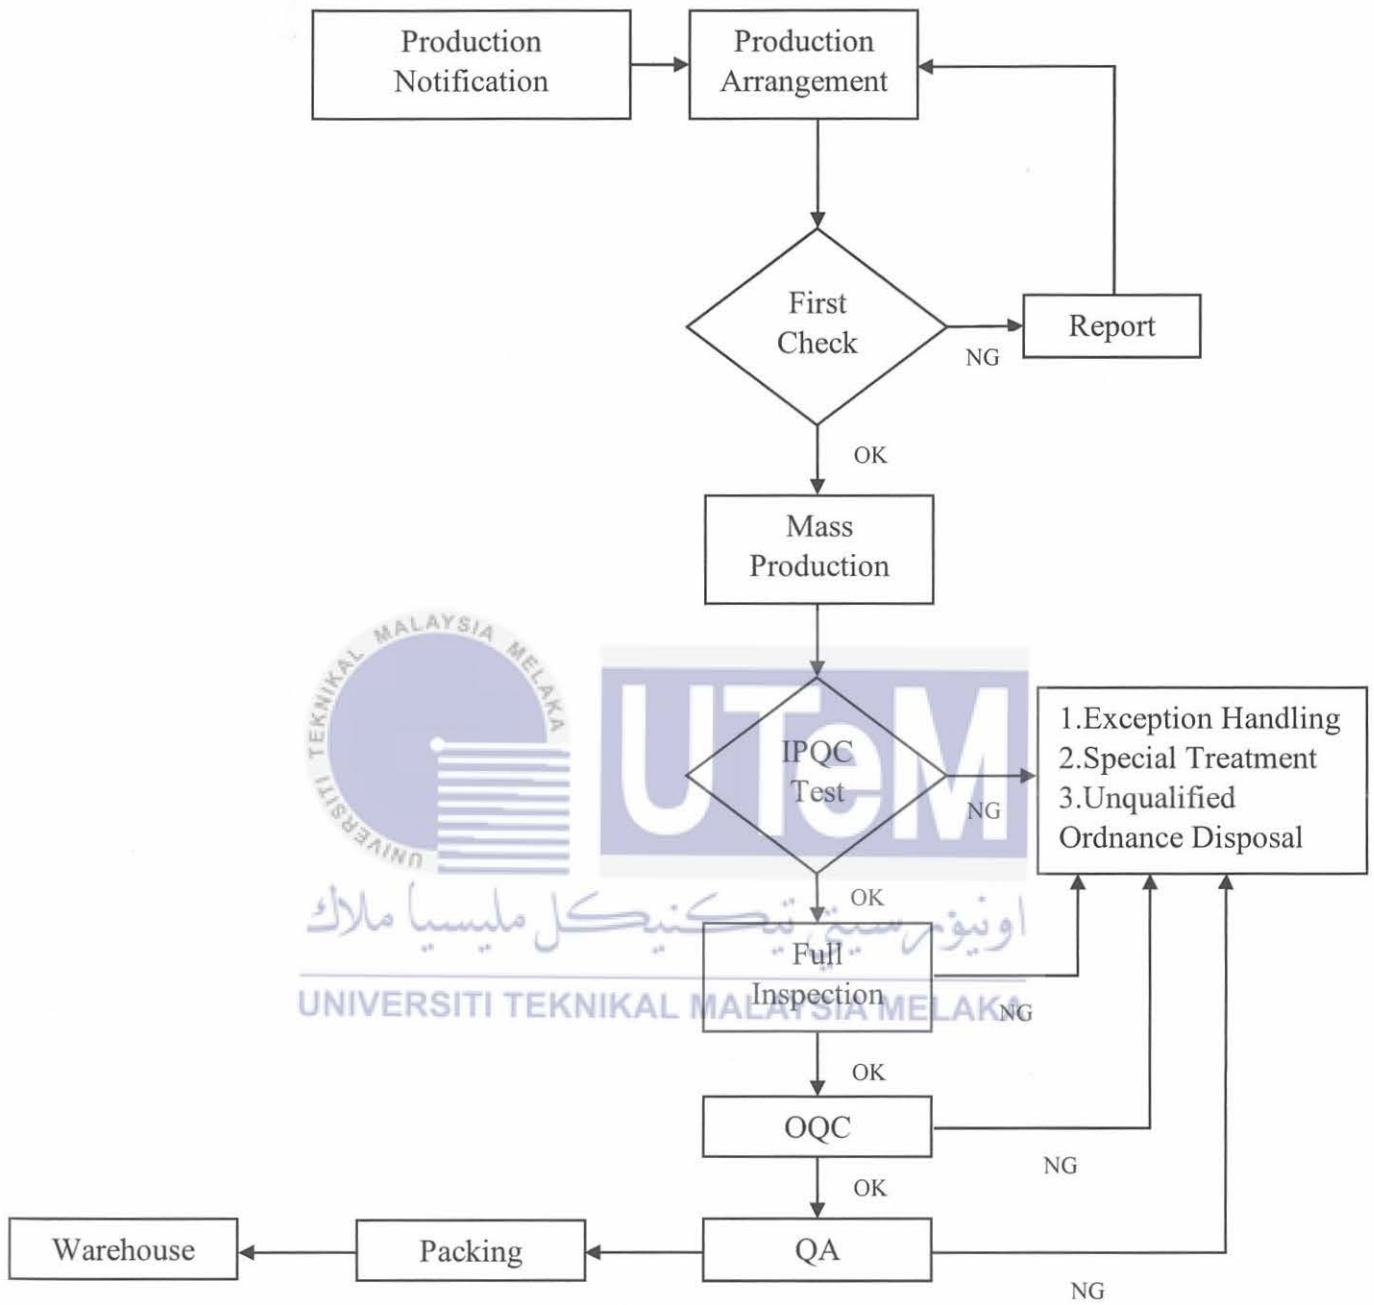 Production
Notification
Production
Arrangement
First
Check
NG
Report
OK
Mass
Production
UNIVERSITI TEKNIKAL MALAYSIA MELAKA
UTeM
IPQC
Test
NG
1.Exception Handling
2.Special Treatment
3.Unqualified
Ordnance Disposal
OK
اونيۏرسيتي تيكنيكل مليسيا ملاك
Full
Inspection
NG
UNIVERSITI TEKNIKAL MALAYSIA MELAKA
OK
OQC
NG
OK
Warehouse
Packing
QA
NG